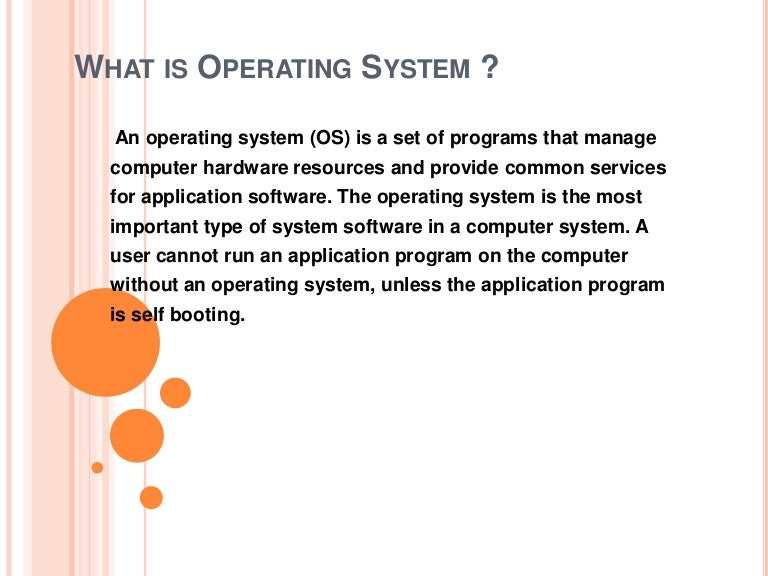 WHAT IS OPERATING SYSTEM ?
An operating system (OS) is a set of programs that manage
computer hardware resources and provide common services
for application software. The operating system is the most
important type of system software in a computer system. A
user cannot run an application program on the computer
without an operating system, unless the application program
is self booting.